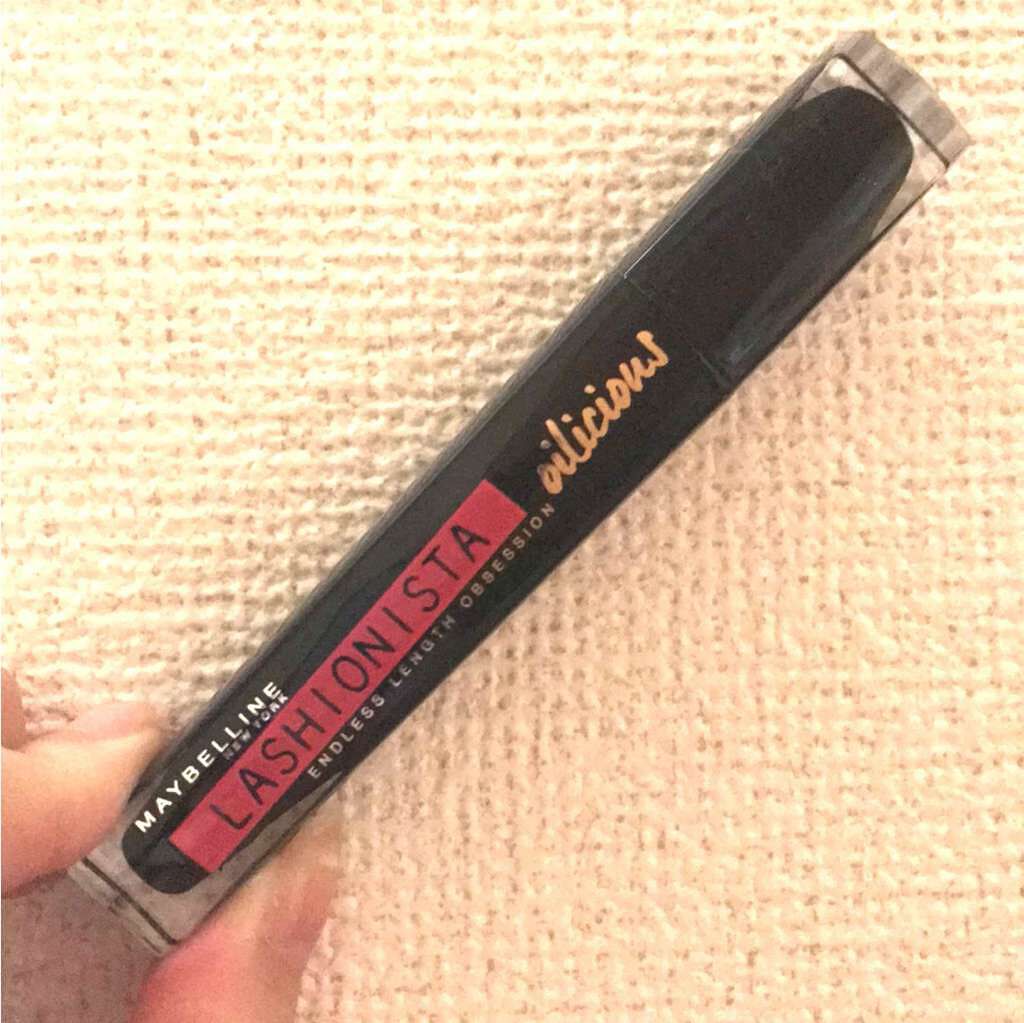 MAYBELLINE
NEW YORK
LASHIONISTA
ENDLESS LENGTH OBSESSION
oilicious